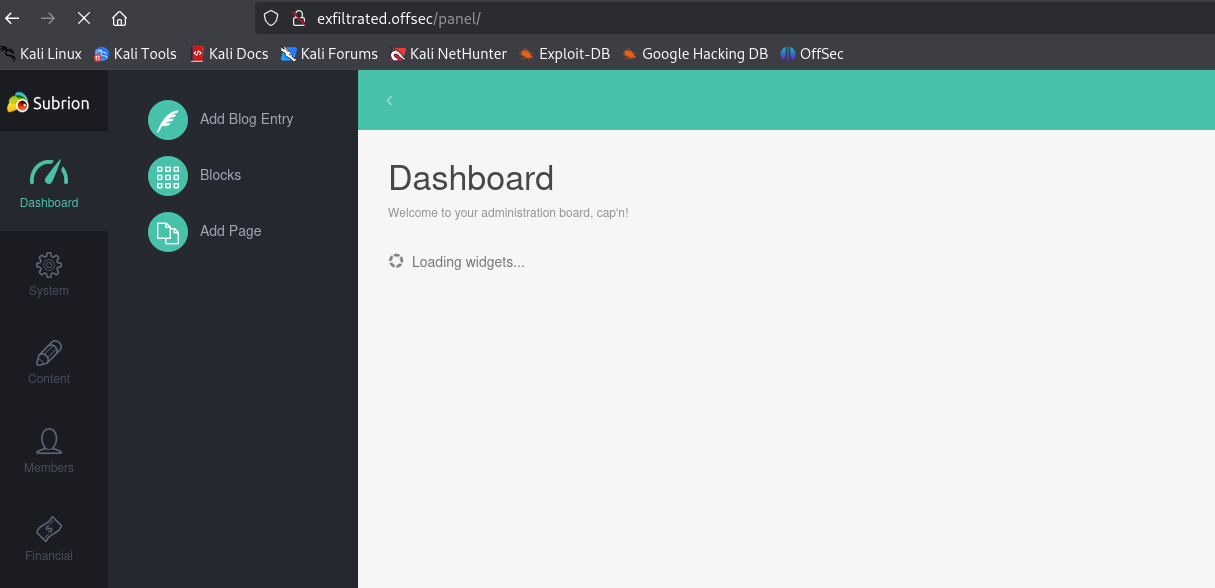 exfiltrated.offsec/panel/
Kali Linux Kali Tools Kali Docs Kali Forums Kali NetHunter Exploit-DB Google Hacking DB OffSec
Subrion
Dashboard
System
Content
Members
Financial
Add Blog Entry
Blocks
Add Page
Dashboard
Welcome to your administration board, cap'n!
Loading widgets...